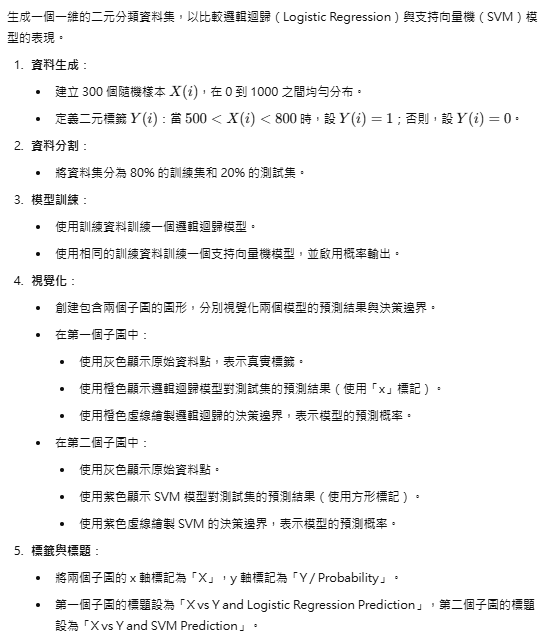 生成一個一維的二元分類資料集，以比較邏輯迴歸（Logistic Regression）與支持向量機（SVM）模
型的表現。
1. 資料生成：
• 建立 300 個隨機樣本 X(i)，在 0 到 1000 之間均勻分布。
• 定義二元標籤 Y(i)：當 500 < X(i) < 800 時，設 Y(i) = 1；否則，設 Y(i) = 0。
2. 資料分割：
• 將資料集分為 80% 的訓練集和 20% 的測試集。
3. 模型訓練：
• 使用訓練資料訓練一個邏輯迴歸模型。
• 使用相同的訓練資料訓練一個支持向量機模型，並啟用概率輸出。
4. 視覺化：
• 創建包含兩個子圖的圖形，分別視覺化兩個模型的預測結果與決策邊界。
• 在第一個子圖中：
• 使用灰色顯示原始資料點，表示真實標籤。
• 使用橙色顯示邏輯迴歸模型對測試集的預測結果（使用「x」標記）。
• 使用橙色虛線繪製邏輯迴歸的決策邊界，表示模型的預測概率。
• 在第二個子圖中：
• 使用灰色顯示原始資料點。
• 使用紫色顯示 SVM 模型對測試集的預測結果（使用方形標記）。
• 使用紫色虛線繪製 SVM 的決策邊界，表示模型的預測概率。
5. 標籤與標題：
• 將兩個子圖的 x 軸標記為「X」，y 軸標記為「Y / Probability」。
• 第一個子圖的標題設為「X vs Y and Logistic Regression Prediction」，第二個子圖的標題
設為「X vs Y and SVM Prediction」。